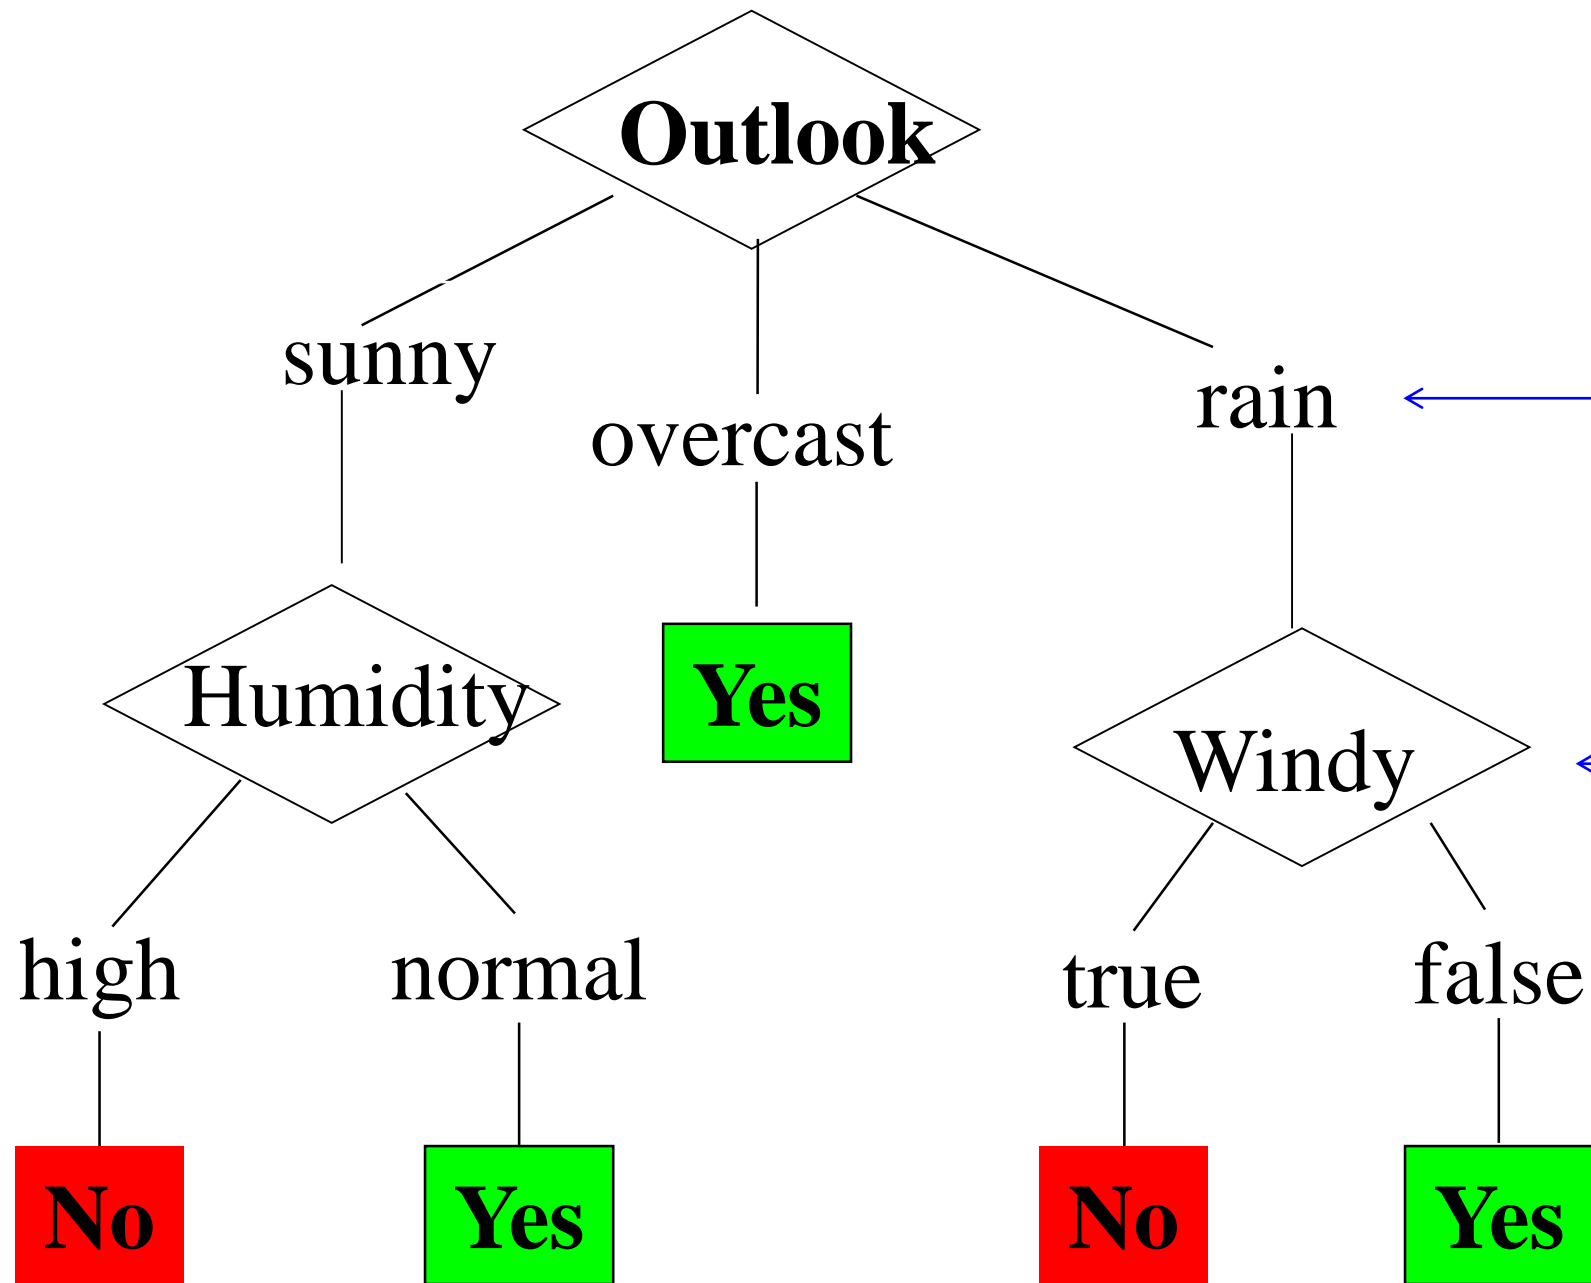 Outlook
sunny
overcast
rain
Humidity
Yes
Windy
high
normal
true
false
No
Yes
No
Yes